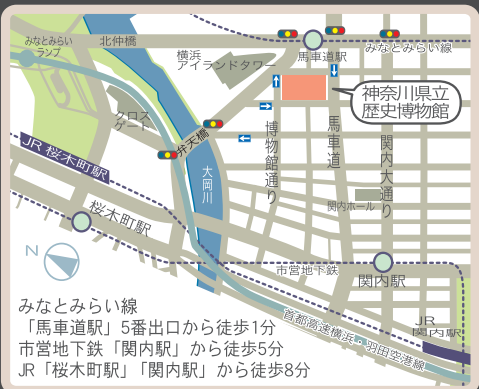 みなとみらい
ランプ
北仲橋
横浜
アイランドタワー
馬車道駅
みなとみらい線
神奈川県立
歴史博物館
クロス
ゲート
弁天橋
JR 桜木町駅
大岡川
博物館通り
馬車道
関内大通り
関内ホール
桜木町駅
N
市営地下鉄
関内駅
首都高速横浜・羽田空港線
JR
関内駅
みなとみらい線
「馬車道駅」5番出口から徒歩1分
市営地下鉄「関内駅」から徒歩5分
JR「桜木町駅」「関内駅」から徒歩8分